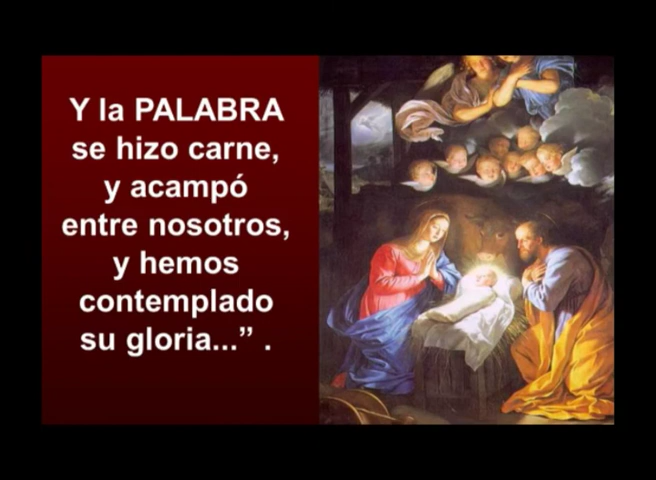 Y la PALABRA
se hizo carne,
y acampó
entre nosotros,
y hemos
contemplado
su gloria...” .